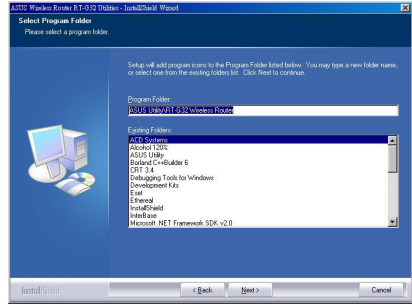 ASUS Wireless Router RT-G32 Utilities - InstallShield Wizard
Select Program Folder
Please select a program folder.
Setup will add program icons to the Program Folder listed below. You may type a new folder name,
or select one from the existing folders list. Click Next to continue.
Program Folder:
ASUS Utility\RT-G32 Wireless Router
Existing Folders:
ACD Systems
Alcohol 120%
ASUS Utility
Borland C++Builder 6
CRT 3.4
Debugging Tools for Windows
Development Kits
Eset
Ethereal
InstallShield
InterBase
Microsoft .NET Framework SDK v2.0
InstallShield
< Back
Next >
Cancel